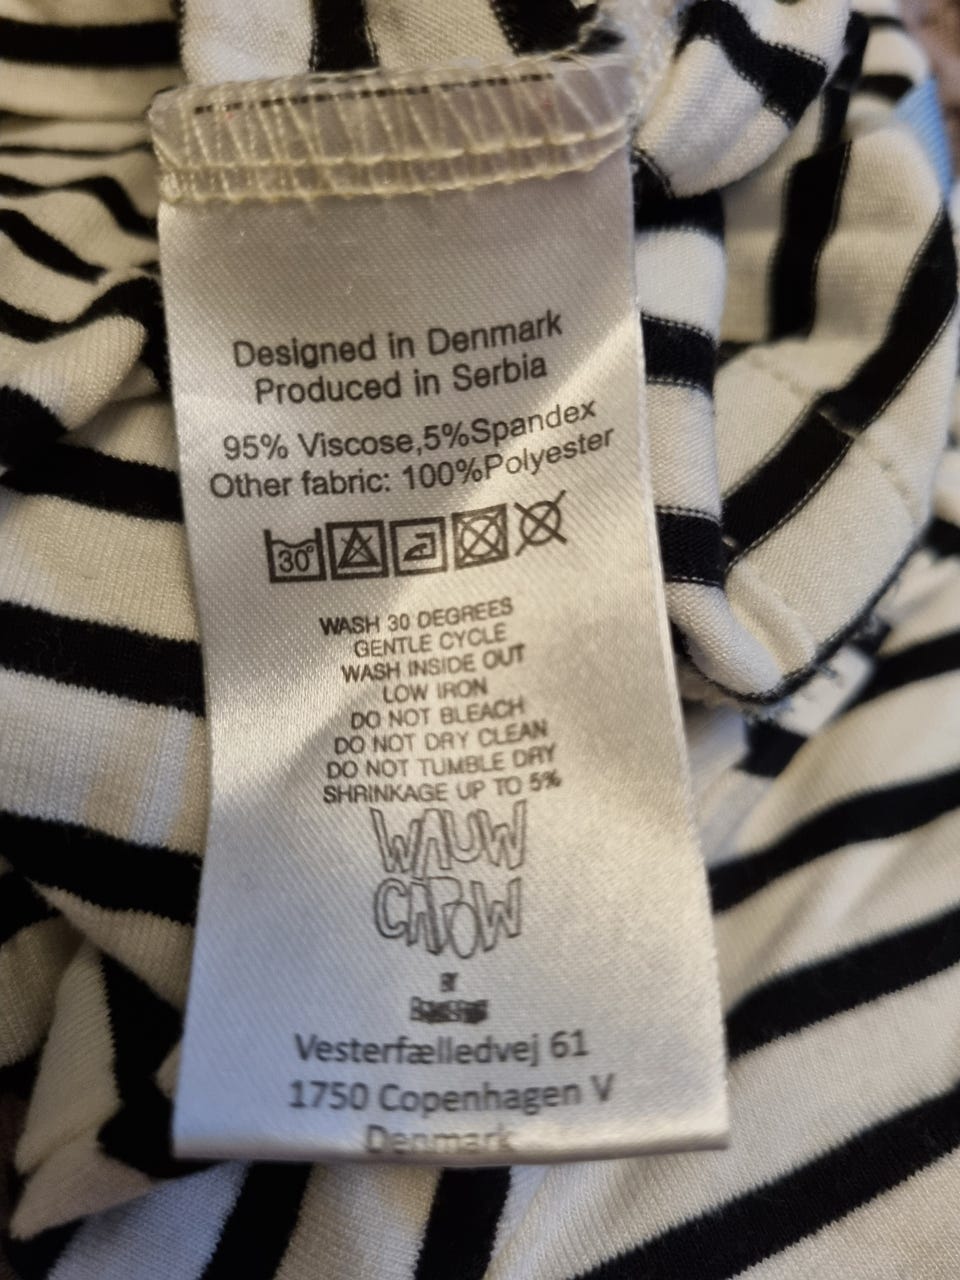 Designed in Denmark
Produced in Serbia
95% Viscose,5%Spandex
Other fabric: 100%Polyester
30°
WASH 30 DEGREES
GENTLE CYCLE
WASH INSIDE OUT
LOW IRON
DO NOT BLEACH
DO NOT DRY CLEAN
DO NOT TUMBLE DRY
SHRINKAGE UP TO 5%
WAUW
CAPOW
BY
Vesterfælledvej 61
1750 Copenhagen V
Denmark